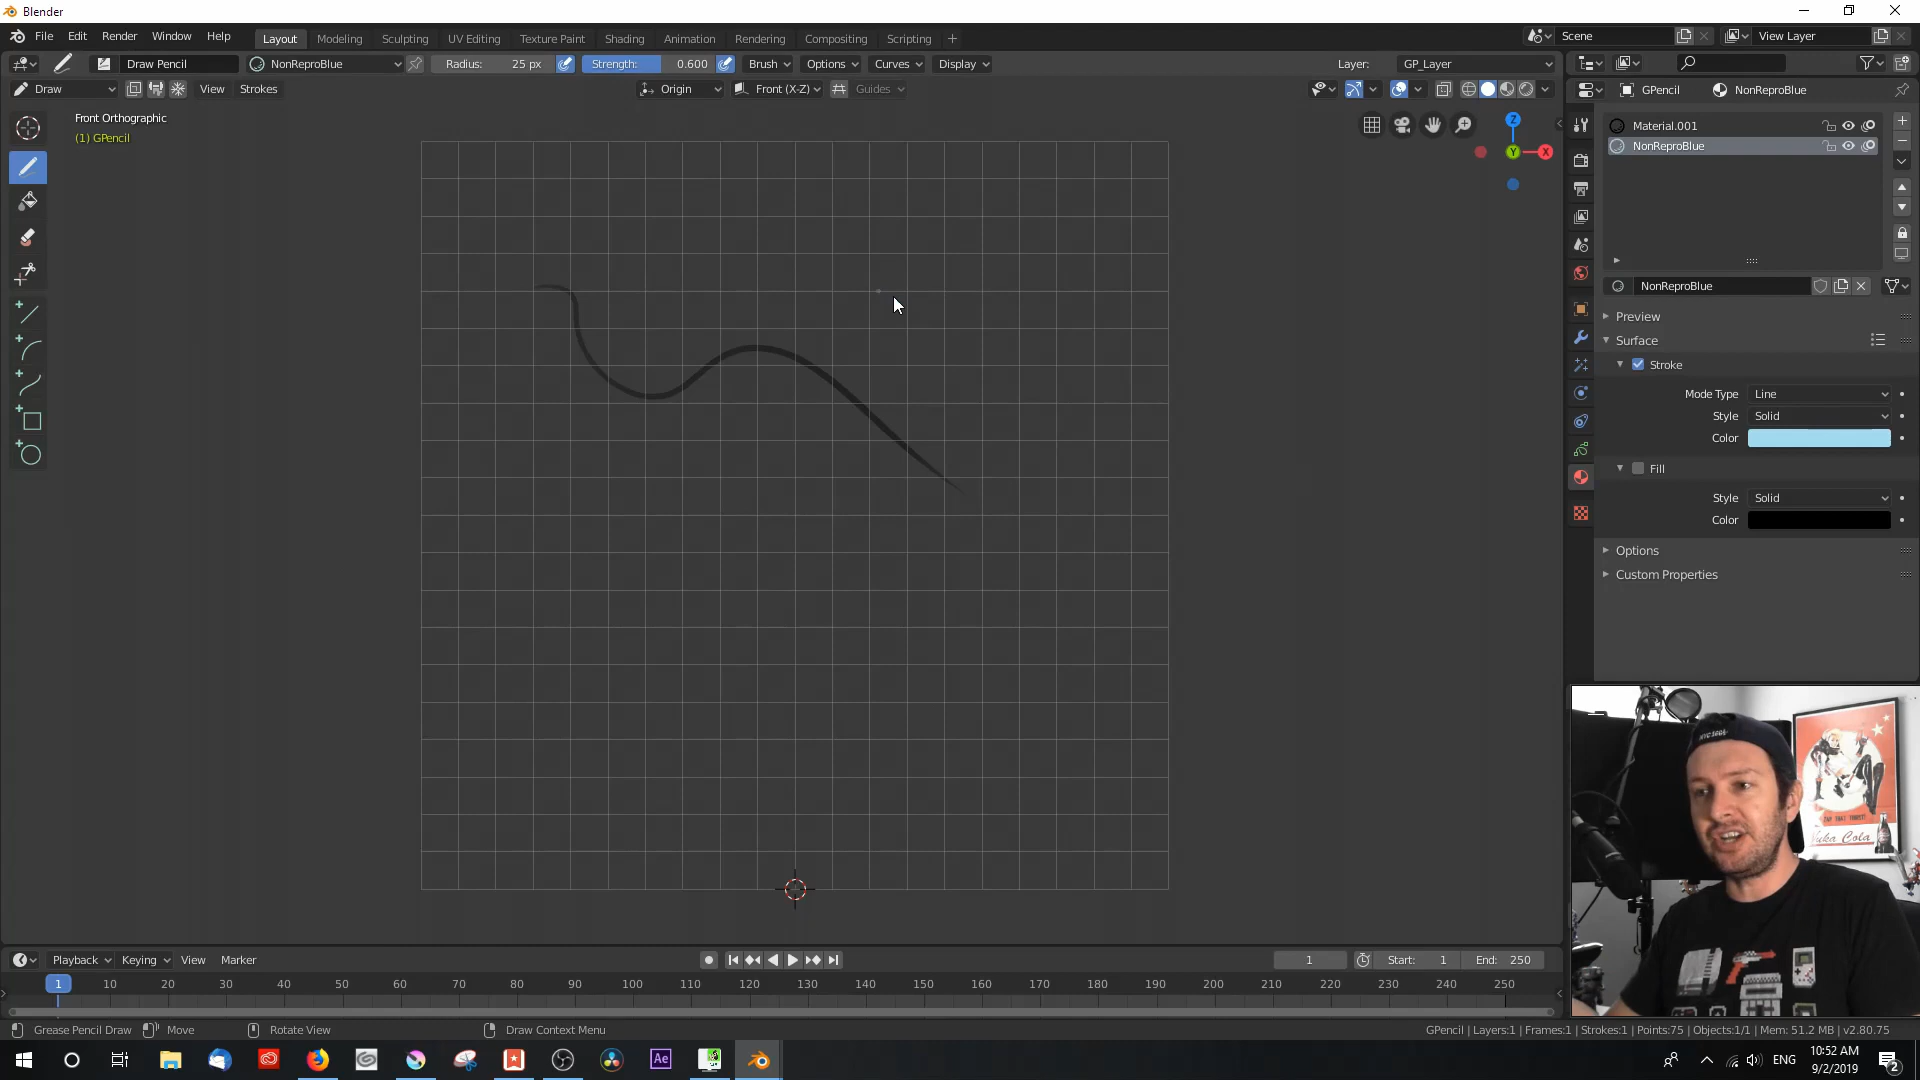 Blender
File Edit Render Window Help
Layout Modeling Sculpting UV Editing Texture Paint Shading Animation Rendering Compositing Scripting
Scene
View Layer
Draw Pencil
NonReproBlue
Radius: 25 px
Strength: 0.600
Brush
Options
Curves
Display
Layer: GP_Layer
Draw
View
Strokes
Origin
Front (X-Z)
Guides
GPencil
NonReproBlue
Front Orthographic
(1) GPencil
Z
Y
X
Material.001
NonReproBlue
NonReproBlue
Preview
Surface
Stroke
Mode Type Line
Style Solid
Color
Fill
Style Solid
Color
Options
Custom Properties
Nuka Cola
Playback Keying View Marker
1
Start: 1
End: 250
1 10 20 30 40 50 60 70 80 90 100 110 120 130 140 150 160 170 180 190 200 210 220 230 240 250
Grease Pencil Draw
Move
Rotate View
Draw Context Menu
GPencil | Layers:1 | Frames:1 | Strokes:1 | Points:75 | Objects:1/1 | Mem: 51.2 MB | v2.80.75
Ae
ENG
10:52 AM
9/2/2019
2